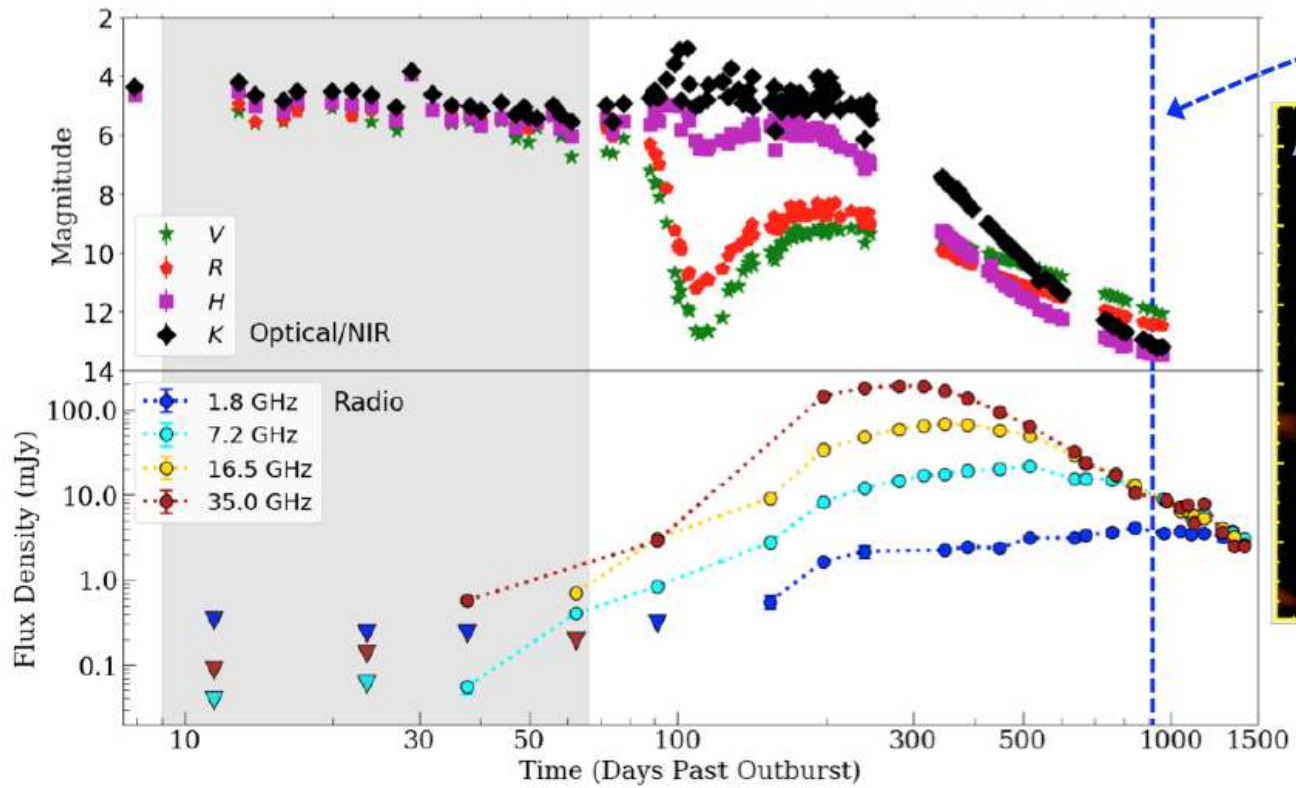 2
4
6
8
10
12
14
Magnitude
V
R
H
K
Optical/NIR
100.0
10.0
1.0
0.1
Flux Density (mJy)
1.8 GHz
7.2 GHz
16.5 GHz
35.0 GHz
Radio
10 30 50 100 300 500 1000 1500
Time (Days Past Outburst)